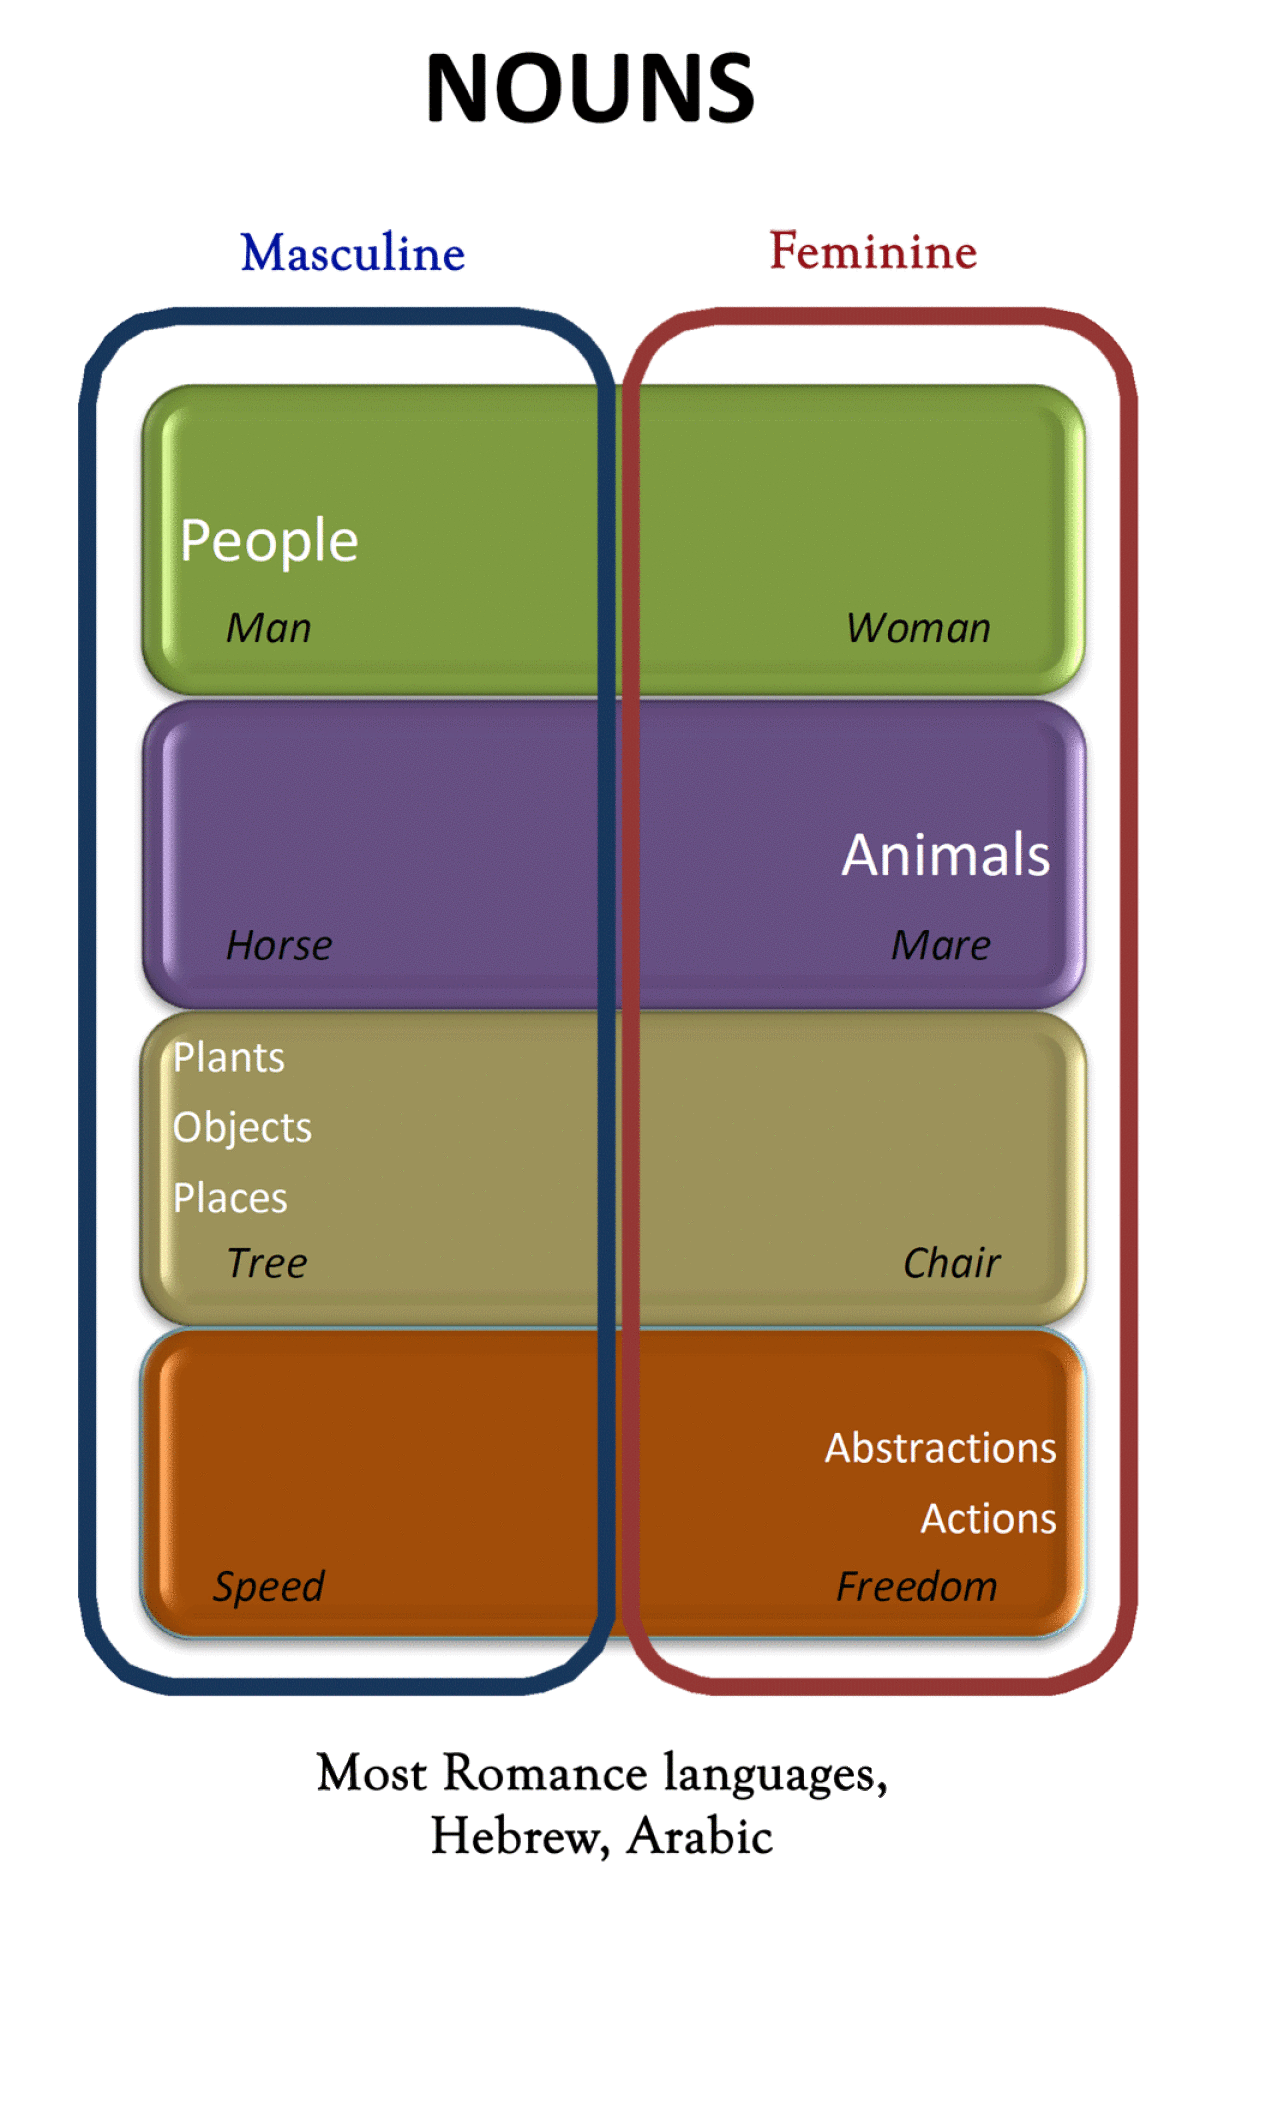 NOUNS
Masculine
Feminine
People
Man
Woman
Animals
Horse
Mare
Plants
Objects
Places
Tree
Chair
Abstractions
Actions
Speed
Freedom
Most Romance languages,
Hebrew, Arabic